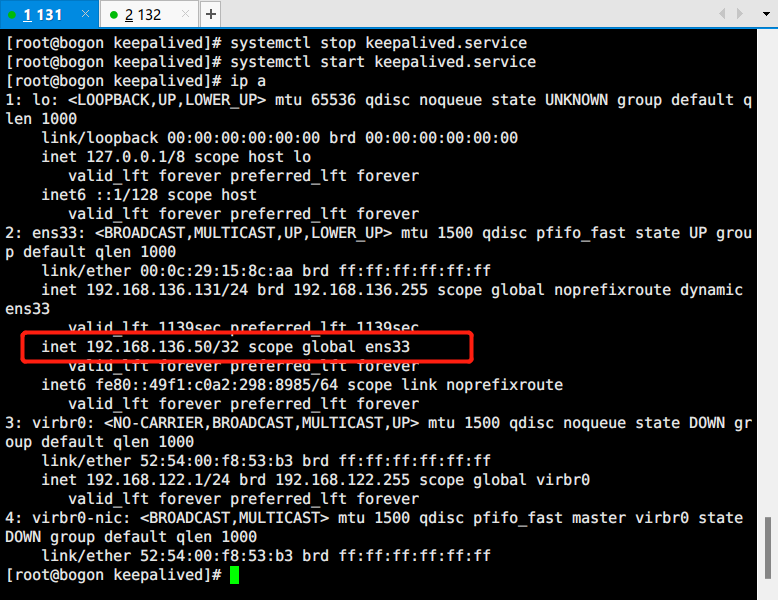 1 131 × 2 132 × +
[root@bogon keepalived]# systemctl stop keepalived.service
[root@bogon keepalived]# systemctl start keepalived.service
[root@bogon keepalived]# ip a
1: lo: <LOOPBACK,UP,LOWER_UP> mtu 65536 qdisc noqueue state UNKNOWN group default q
len 1000
    link/loopback 00:00:00:00:00:00 brd 00:00:00:00:00:00
    inet 127.0.0.1/8 scope host lo
       valid_lft forever preferred_lft forever
    inet6 ::1/128 scope host
       valid_lft forever preferred_lft forever
2: ens33: <BROADCAST,MULTICAST,UP,LOWER_UP> mtu 1500 qdisc pfifo_fast state UP grou
p default qlen 1000
    link/ether 00:0c:29:15:8c:aa brd ff:ff:ff:ff:ff:ff
    inet 192.168.136.131/24 brd 192.168.136.255 scope global noprefixroute dynamic
ens33
       valid_lft 1139sec preferred_lft 1139sec
    inet 192.168.136.50/32 scope global ens33
       valid_lft forever preferred_lft forever
    inet6 fe80::49f1:c0a2:298:8985/64 scope link noprefixroute
       valid_lft forever preferred_lft forever
3: virbr0: <NO-CARRIER,BROADCAST,MULTICAST,UP> mtu 1500 qdisc noqueue state DOWN gr
oup default qlen 1000
    link/ether 52:54:00:f8:53:b3 brd ff:ff:ff:ff:ff:ff
    inet 192.168.122.1/24 brd 192.168.122.255 scope global virbr0
       valid_lft forever preferred_lft forever
4: virbr0-nic: <BROADCAST,MULTICAST> mtu 1500 qdisc pfifo_fast master virbr0 state
DOWN group default qlen 1000
    link/ether 52:54:00:f8:53:b3 brd ff:ff:ff:ff:ff:ff
[root@bogon keepalived]#